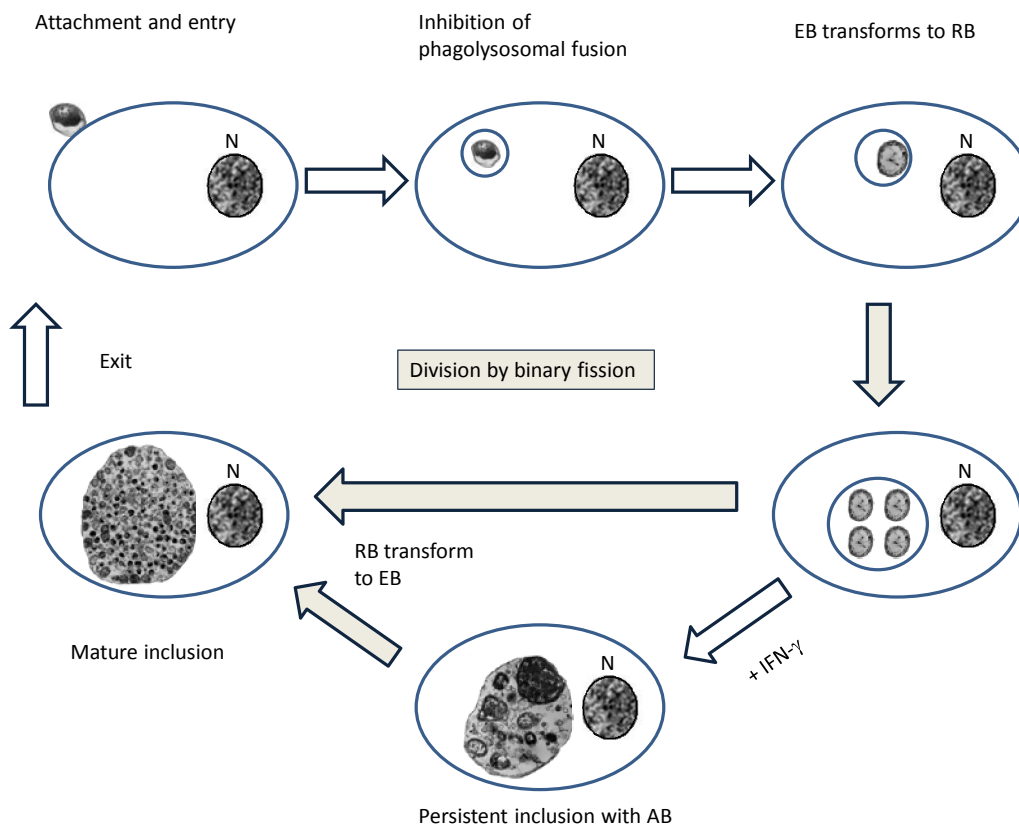 Attachment and entry
Inhibition of
phagolysosomal fusion
EB transforms to RB
N
N
N
Exit
Division by binary fission
N
N
RB transform
to EB
Mature inclusion
+ IFN-γ
N
Persistent inclusion with AB